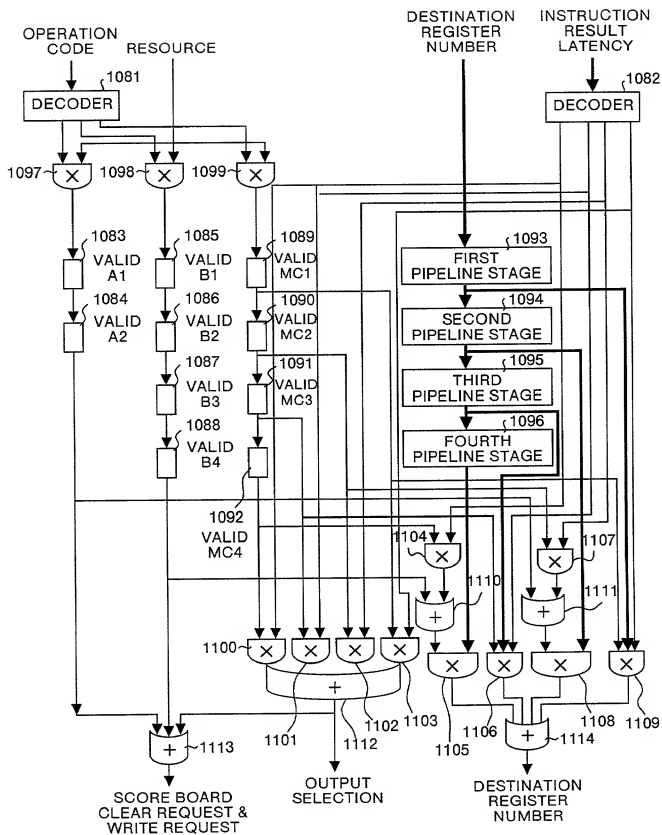 OPERATION
CODE
RESOURCE
DESTINATION
REGISTER
NUMBER
INSTRUCTION
RESULT
LATENCY
1081
DECODER
1082
DECODER
1097
×
1098
×
1099
×
1083
VALID
A1
1084
VALID
A2
1085
VALID
B1
1086
VALID
B2
1087
VALID
B3
1088
VALID
B4
1089
VALID
MC1
1090
VALID
MC2
1091
VALID
MC3
1092
VALID
MC4
1093
FIRST
PIPELINE STAGE
1094
SECOND
PIPELINE STAGE
1095
THIRD
PIPELINE STAGE
1096
FOURTH
PIPELINE STAGE
1104
×
1107
×
1110
+
1111
+
1100
×
1101
×
1102
×
1103
×
1105
×
1106
×
1108
×
1109
×
+
1112
1113
+
1114
+
SCORE BOARD
CLEAR REQUEST &
WRITE REQUEST
OUTPUT
SELECTION
DESTINATION
REGISTER
NUMBER